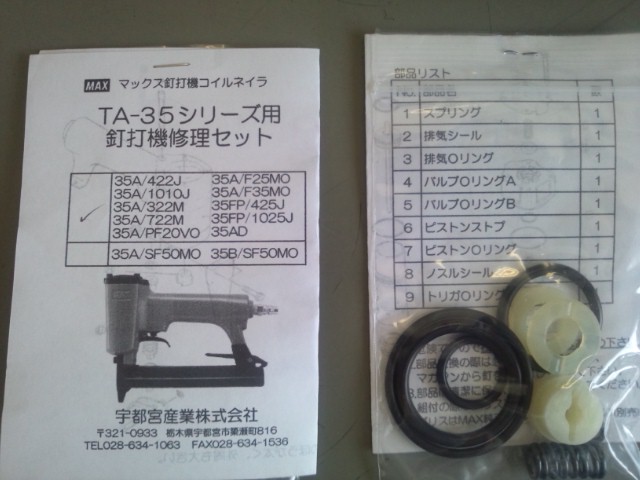 MAX マックス釘打機コイルネイラ
TA-35シリーズ用
釘打機修理セット
35A/422J 35A/F25MO
35A/1010J 35A/F35MO
35A/322M 35FP/425J
35A/722M 35FP/1025J
35A/PF20VO 35AD
35A/SF50MO 35B/SF50MO
宇都宮産業株式会社
〒321-0933 栃木県宇都宮市簗瀬町816
TEL028-634-1063 FAX028-634-1536
部品リスト
1 スプリング 1
2 排気シール 1
3 排気Oリング 1
4 バルブOリングA 1
5 バルブOリングB 1
6 ピストンストプ 1
7 ピストンOリング 1
8 ノズルシール 1
9 トリガOリング 1